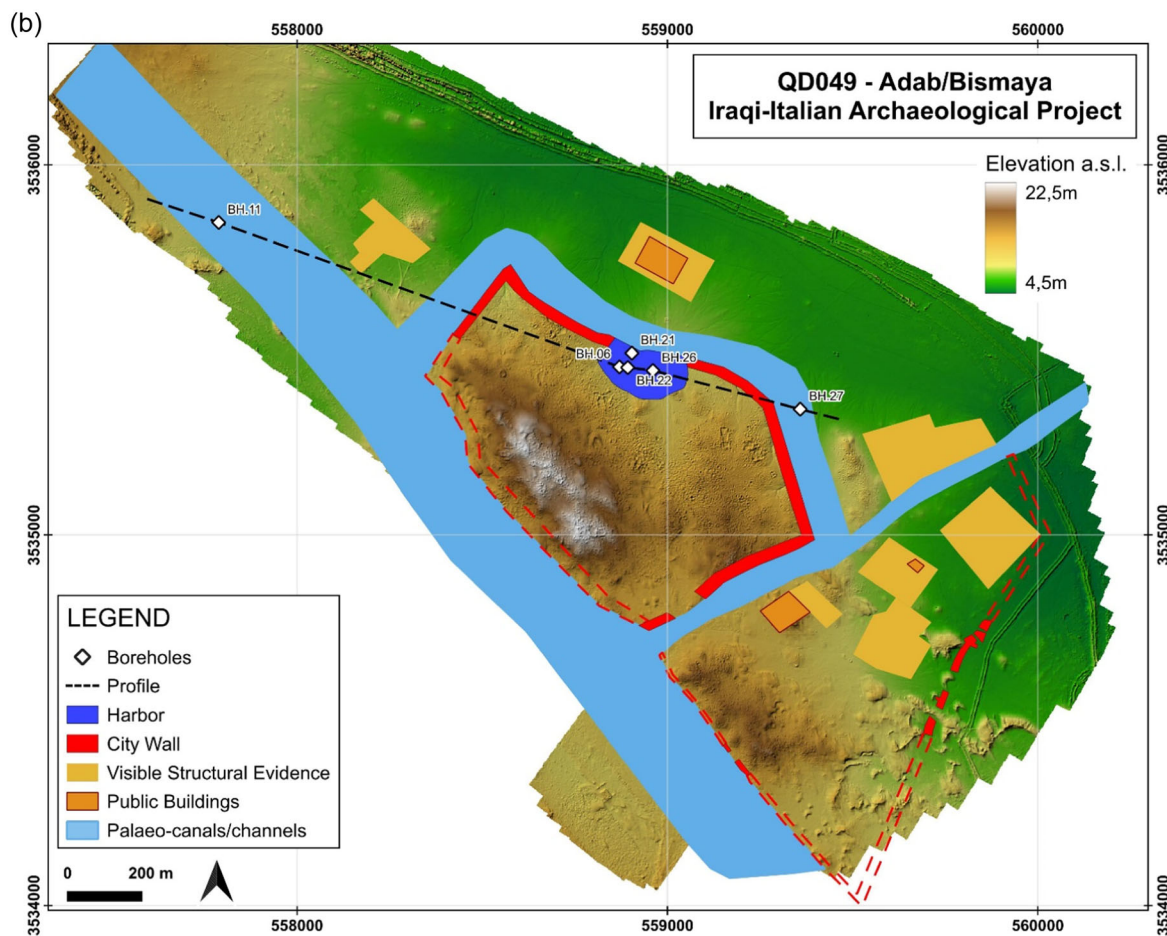 (b)
558000
559000
560000
QD049 - Adab/Bismaya
Iraqi-Italian Archaeological Project
3536000
3536000
Elevation a.s.l.
22,5m
4,5m
BH.11
BH.21
BH.06
BH.26
BH.22
BH.27
3535000
3535000
LEGEND
Boreholes
Profile
Harbor
City Wall
Visible Structural Evidence
Public Buildings
Palaeo-canals/channels
0 200 m
3534000
3534000
558000
559000
560000